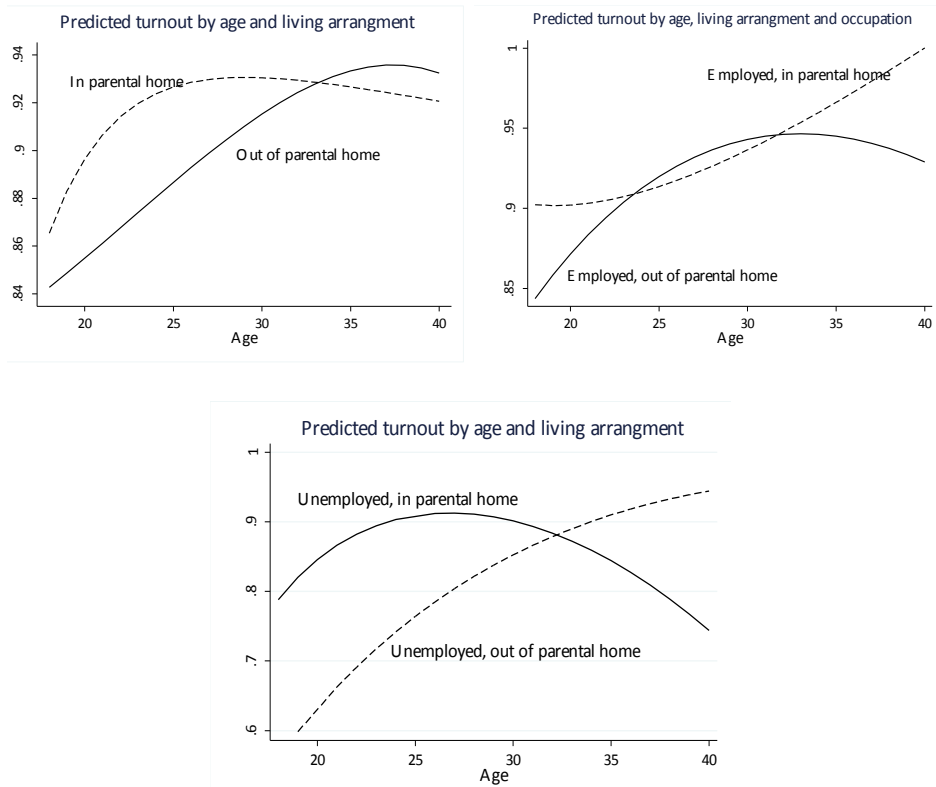 Predicted turnout by age and living arrangment
.94
.92
.9
.88
.86
.84
In parental home
Out of parental home
20 25 30 35 40
Age
Predicted turnout by age, living arrangment and occupation
1
.95
.9
.85
Employed, in parental home
Employed, out of parental home
20 25 30 35 40
Age
Predicted turnout by age and living arrangment
1
.9
.8
.7
.6
Unemployed, in parental home
Unemployed, out of parental home
20 25 30 35 40
Age